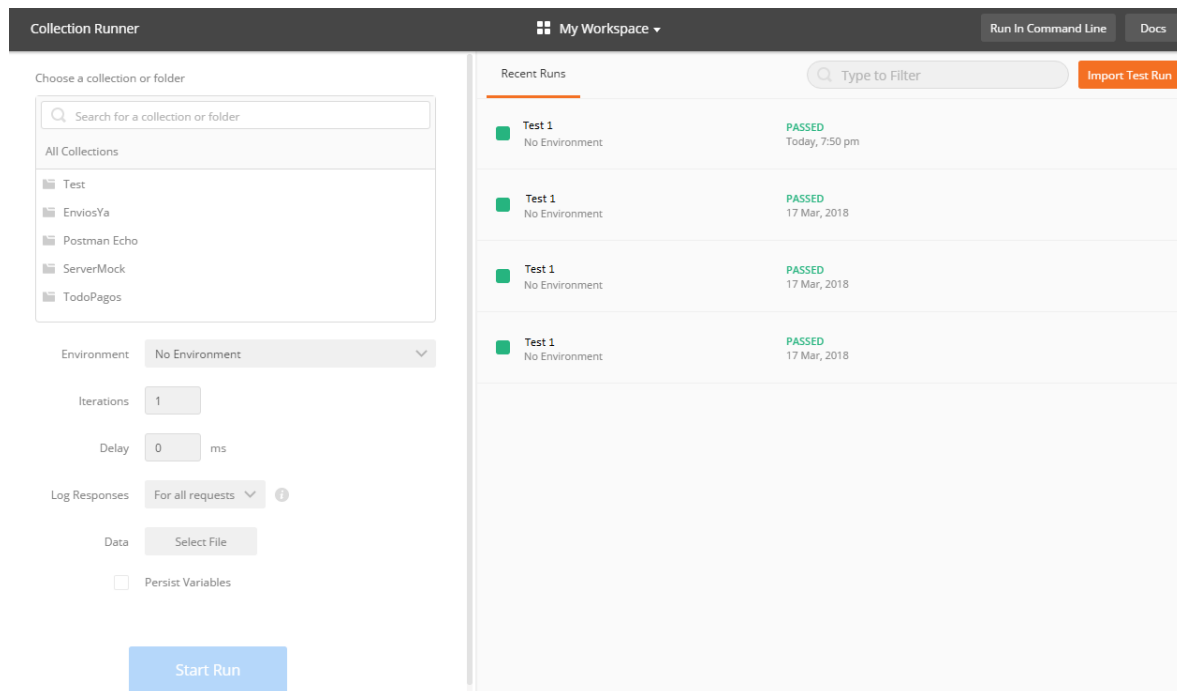 Collection Runner
My Workspace
Run In Command Line
Docs
Choose a collection or folder
Search for a collection or folder
All Collections
Test
EnviosYa
Postman Echo
ServerMock
TodoPagos
Environment No Environment
Iterations 1
Delay 0 ms
Log Responses For all requests
Data Select File
Persist Variables
Start Run
Recent Runs
Type to Filter
Import Test Run
Test 1 PASSED
No Environment Today, 7:50 pm
Test 1 PASSED
No Environment 17 Mar, 2018
Test 1 PASSED
No Environment 17 Mar, 2018
Test 1 PASSED
No Environment 17 Mar, 2018